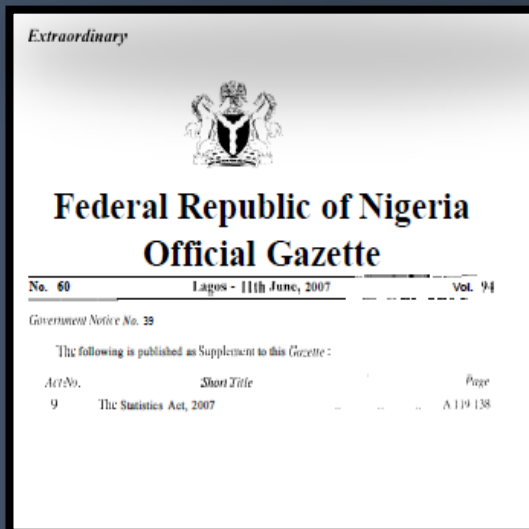 Extraordinary
Federal Republic of Nigeria
Official Gazette
No. 60 Lagos - 11th June, 2007 Vol. 94
Government Notice No. 39
The following is published as Supplement to this Gazette :
Act No. Short Title Page
9 The Statistics Act, 2007 .. .. .. A 119 138